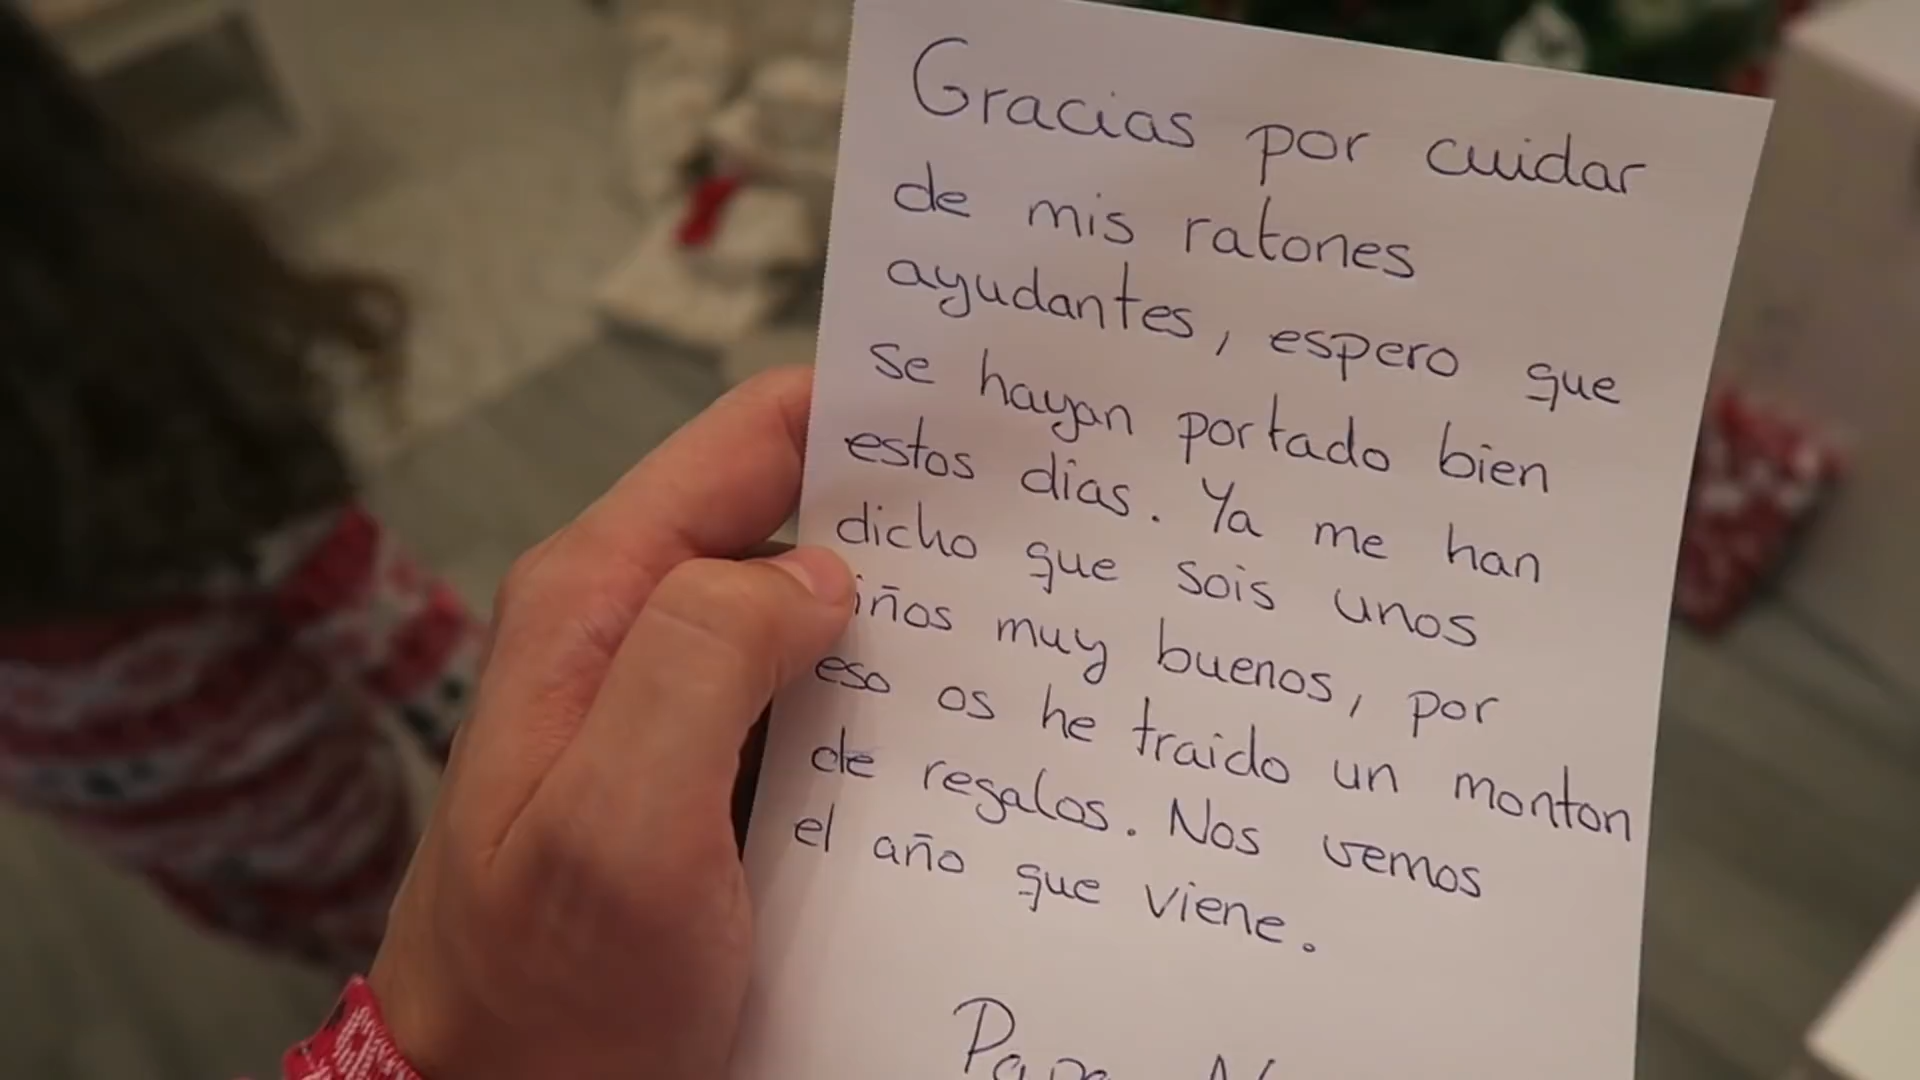 Gracias por cuidar
de mis ratones
ayudantes, espero que
se hayan portado bien
estos dias. Ya me han
dicho que sois unos
iños muy buenos, por
eso os he traido un monton
de regalos. Nos vemos
el año que viene.
Papa